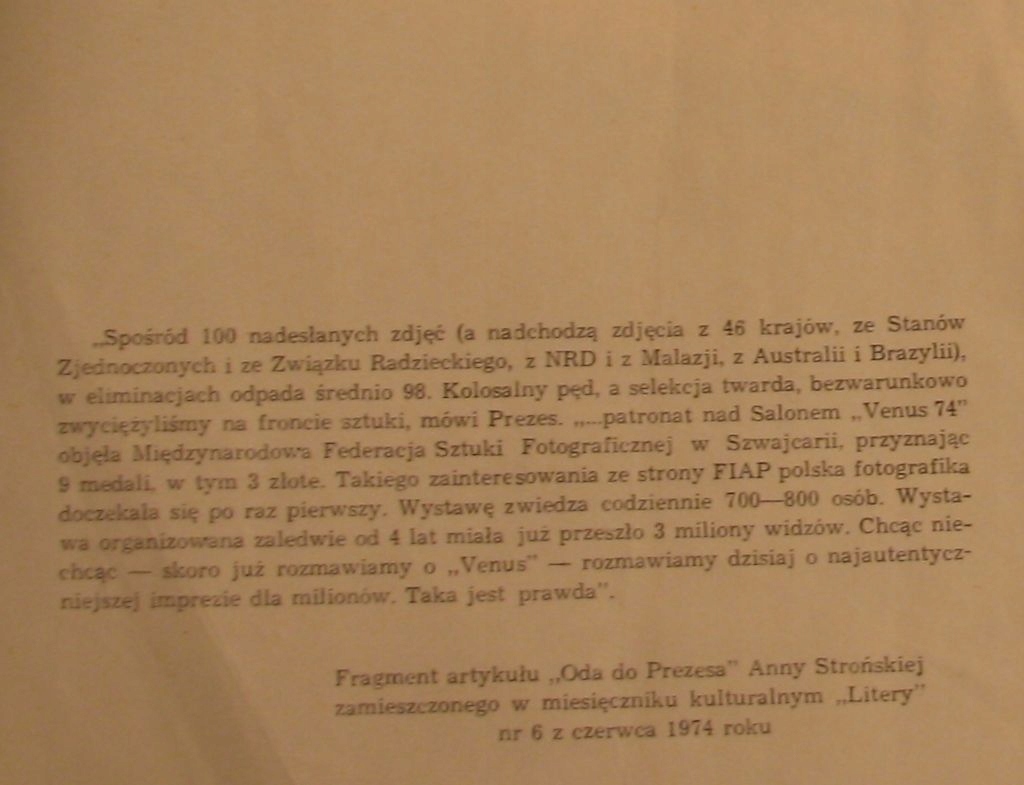 „Spośród 100 nadesłanych zdjęć (a nadchodzą zdjęcia z 46 krajów, ze Stanów
Zjednoczonych i ze Związku Radzieckiego, z NRD i z Malazji, z Australii i Brazylii),
w eliminacjach odpada średnio 98. Kolosalny pęd, a selekcja twarda, bezwarunkowo
zwyciężyliśmy na froncie sztuki, mówi Prezes. „...patronat nad Salonem „Venus 74”
objęła Międzynarodowa Federacja Sztuki Fotograficznej w Szwajcarii, przyznając
9 medali, w tym 3 złote. Takiego zainteresowania ze strony FIAP polska fotografika
doczekała się po raz pierwszy. Wystawę zwiedza codziennie 700—800 osób. Wysta-
wa organizowana zaledwie od 4 lat miała już przeszło 3 miliony widzów. Chcąc nie-
chcąc — skoro już rozmawiamy o „Venus” — rozmawiamy dzisiaj o najautentycz-
niejszej imprezie dla milionów. Taka jest prawda”.
Fragment artykułu „Oda do Prezesa” Anny Strońskiej
zamieszczonego w miesięczniku kulturalnym „Litery”
nr 6 z czerwca 1974 roku